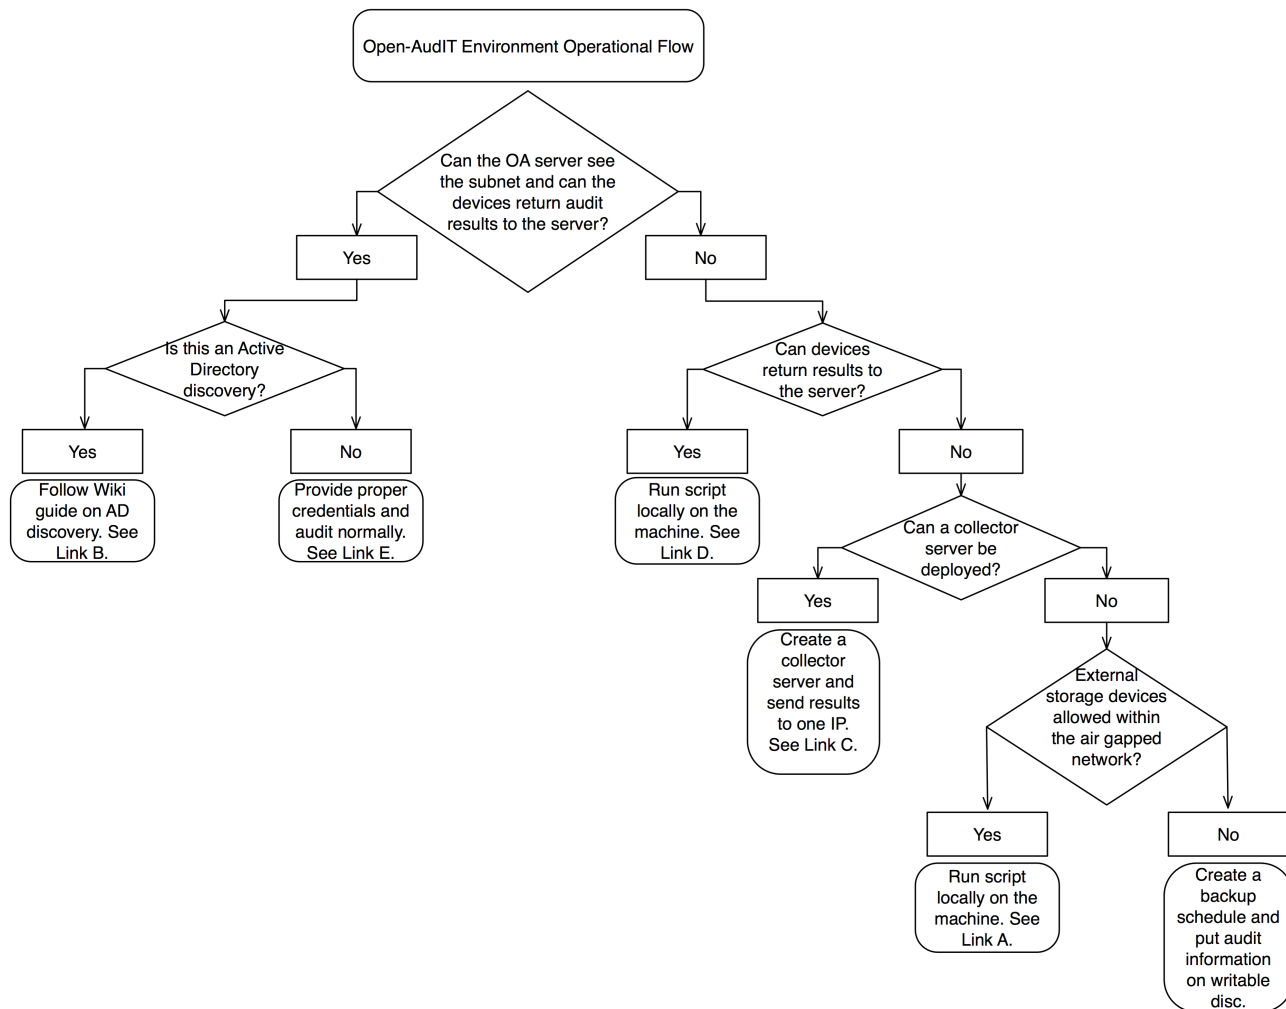 Open-AudIT Environment Operational Flow
Can the OA server see
the subnet and can the
devices return audit
results to the server?
Yes
No
Is this an Active
Directory
discovery?
Can devices
return results to
the server?
Yes
No
Yes
No
Follow Wiki
guide on AD
discovery. See
Link B.
Provide proper
credentials and
audit normally.
See Link E.
Run script
locally on the
machine. See
Link D.
Can a collector
server be
deployed?
Yes
No
Create a
collector
server and
send results
to one IP.
See Link C.
External
storage devices
allowed within
the air gapped
network?
Yes
No
Run script
locally on the
machine. See
Link A.
Create a
backup
schedule and
put audit
information
on writable
disc.